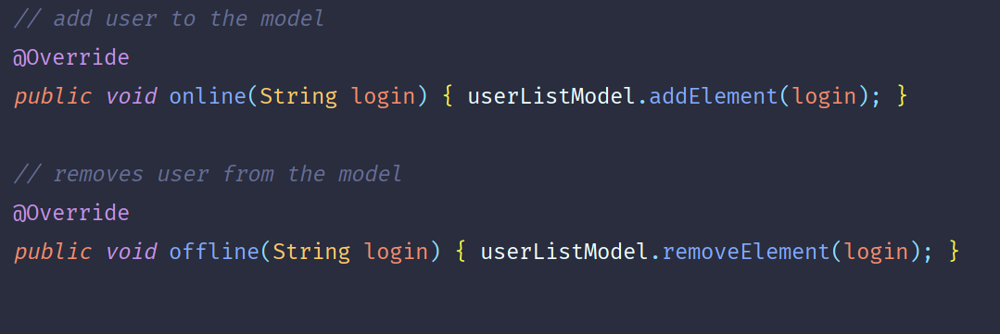 // add user to the model
@Override
public void online(String login) { userListModel.addElement(login); }
// removes user from the model
@Override
public void offline(String login) { userListModel.removeElement(login); }